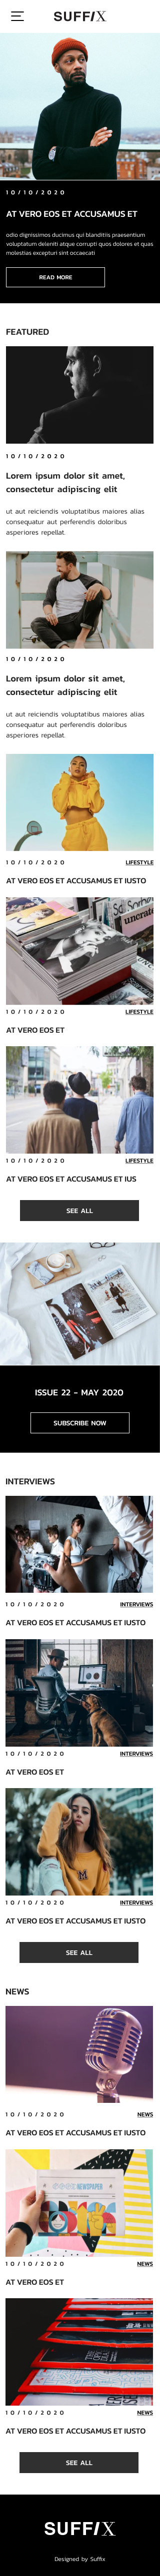 SUFFIX
10/10/2020
AT VERO EOS ET ACCUSAMUS ET
odio dignissimos ducimus qui blanditiis praesentium
voluptatum deleniti atque corrupti quos dolores et quas
molestias excepturi sint occaecati
READ MORE
FEATURED
10/10/2020
Lorem ipsum dolor sit amet,
consectetur adipiscing elit
ut aut reiciendis voluptatibus maiores alias
consequatur aut perferendis doloribus
asperiores repellat.
10/10/2020
Lorem ipsum dolor sit amet,
consectetur adipiscing elit
ut aut reiciendis voluptatibus maiores alias
consequatur aut perferendis doloribus
asperiores repellat.
10/10/2020 LIFESTYLE
AT VERO EOS ET ACCUSAMUS ET IUSTO
10/10/2020 LIFESTYLE
AT VERO EOS ET
10/10/2020 LIFESTYLE
AT VERO EOS ET ACCUSAMUS ET IUS
SEE ALL
ISSUE 22 - MAY 2020
SUBSCRIBE NOW
INTERVIEWS
10/10/2020 INTERVIEWS
AT VERO EOS ET ACCUSAMUS ET IUSTO
10/10/2020 INTERVIEWS
AT VERO EOS ET
10/10/2020 INTERVIEWS
AT VERO EOS ET ACCUSAMUS ET IUSTO
SEE ALL
NEWS
10/10/2020 NEWS
AT VERO EOS ET ACCUSAMUS ET IUSTO
NEWSPAPER
10/10/2020 NEWS
AT VERO EOS ET
10/10/2020 NEWS
AT VERO EOS ET ACCUSAMUS ET IUSTO
SEE ALL
SUFFIX
Designed by Suffix